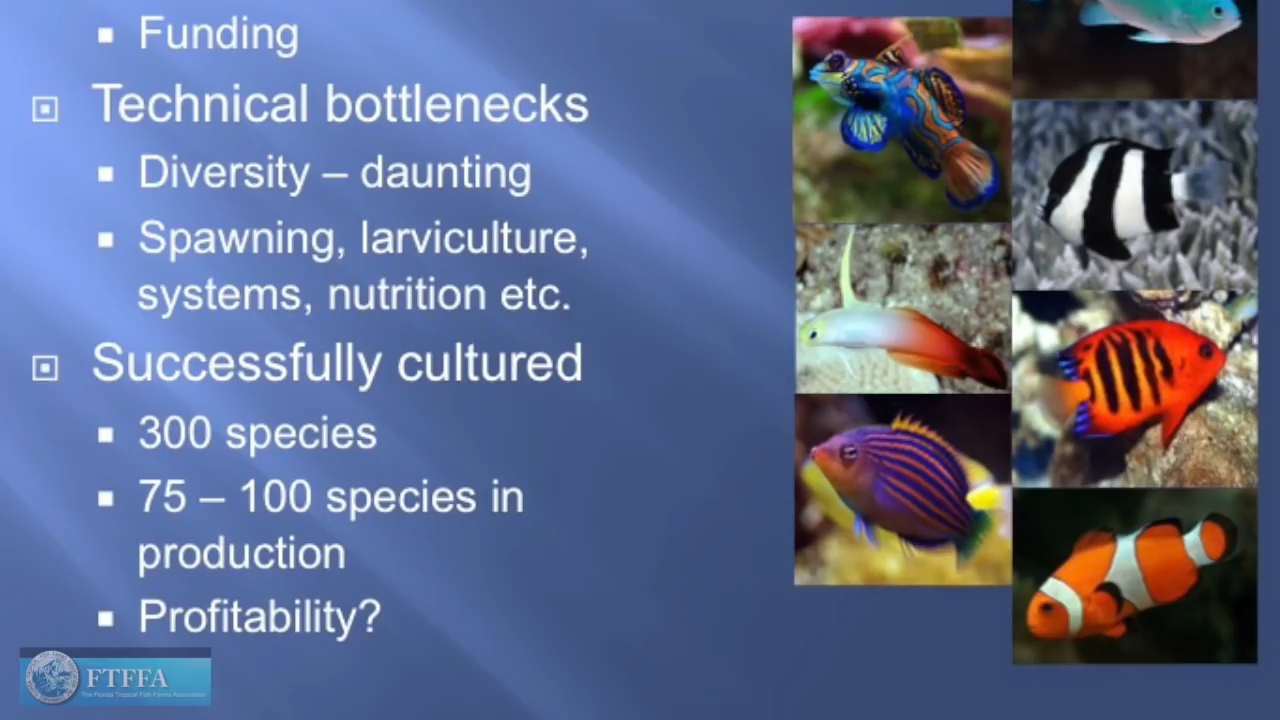 Funding
Technical bottlenecks
Diversity – daunting
Spawning, larviculture,
systems, nutrition etc.
Successfully cultured
300 species
75 – 100 species in
production
Profitability?
FTFFA
The Florida Tropical Fish Farms Association